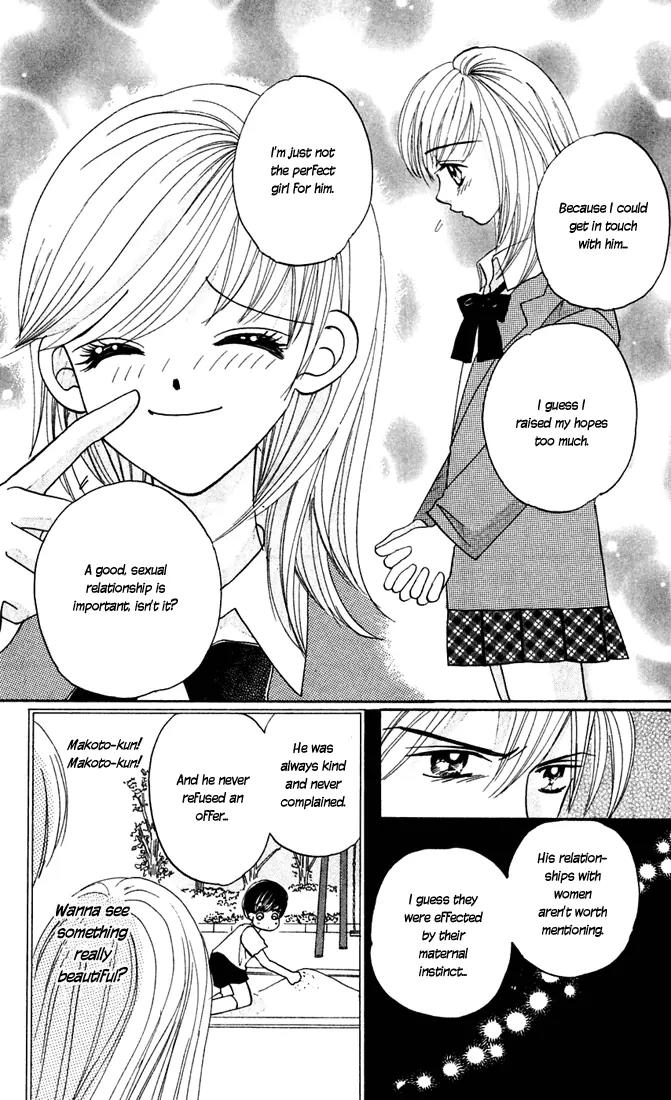 Because I could
get in touch
with him...
I guess I
raised my hopes
too much.
I'm just not
the perfect
girl for him.
A good, sexual
relationship is
important, isn't it?
His relation-
ships with
women
aren't worth
mentioning.
I guess they
were effected
by their
maternal
instinct...
He was
always kind
and never
complained.
And he never
refused an
offer...
Makoto-kun!
Makoto-kun!
Wanna see
something
really
beautiful?